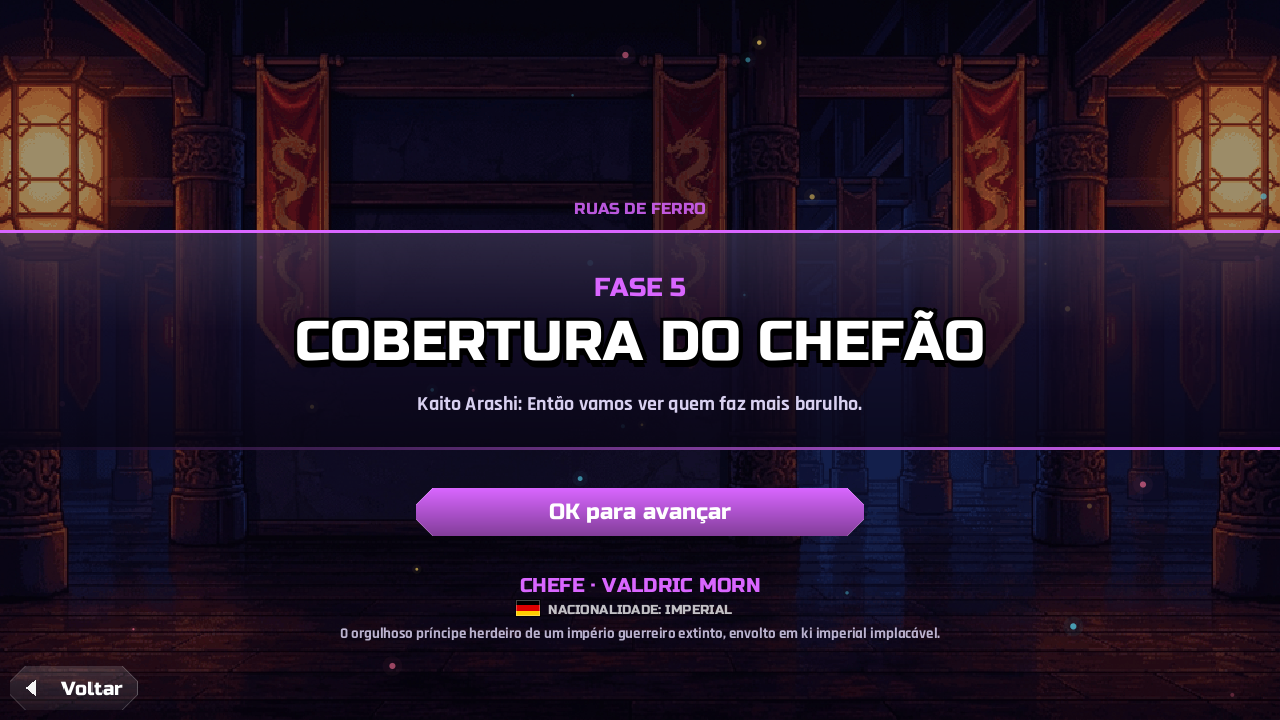 RUAS DE FERRO
FASE 5
COBERTURA DO CHEFÃO
Kaito Arashi: Então vamos ver quem faz mais barulho.
OK para avançar
CHEFE · VALDRIC MORN
NACIONALIDADE: IMPERIAL
O orgulhoso príncipe herdeiro de um império guerreiro extinto, envolto em ki imperial implacável.
Voltar